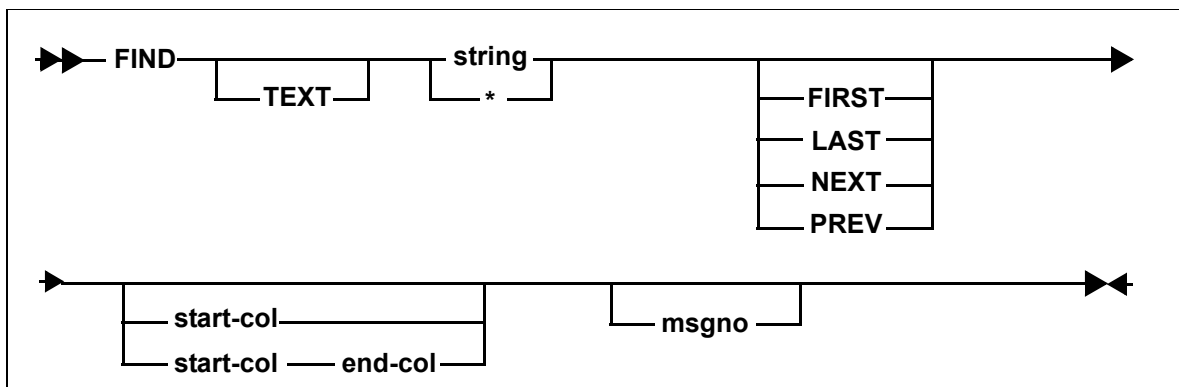 FIND string
TEXT *
FIRST
LAST
NEXT
PREV
start-col msgno
start-col end-col